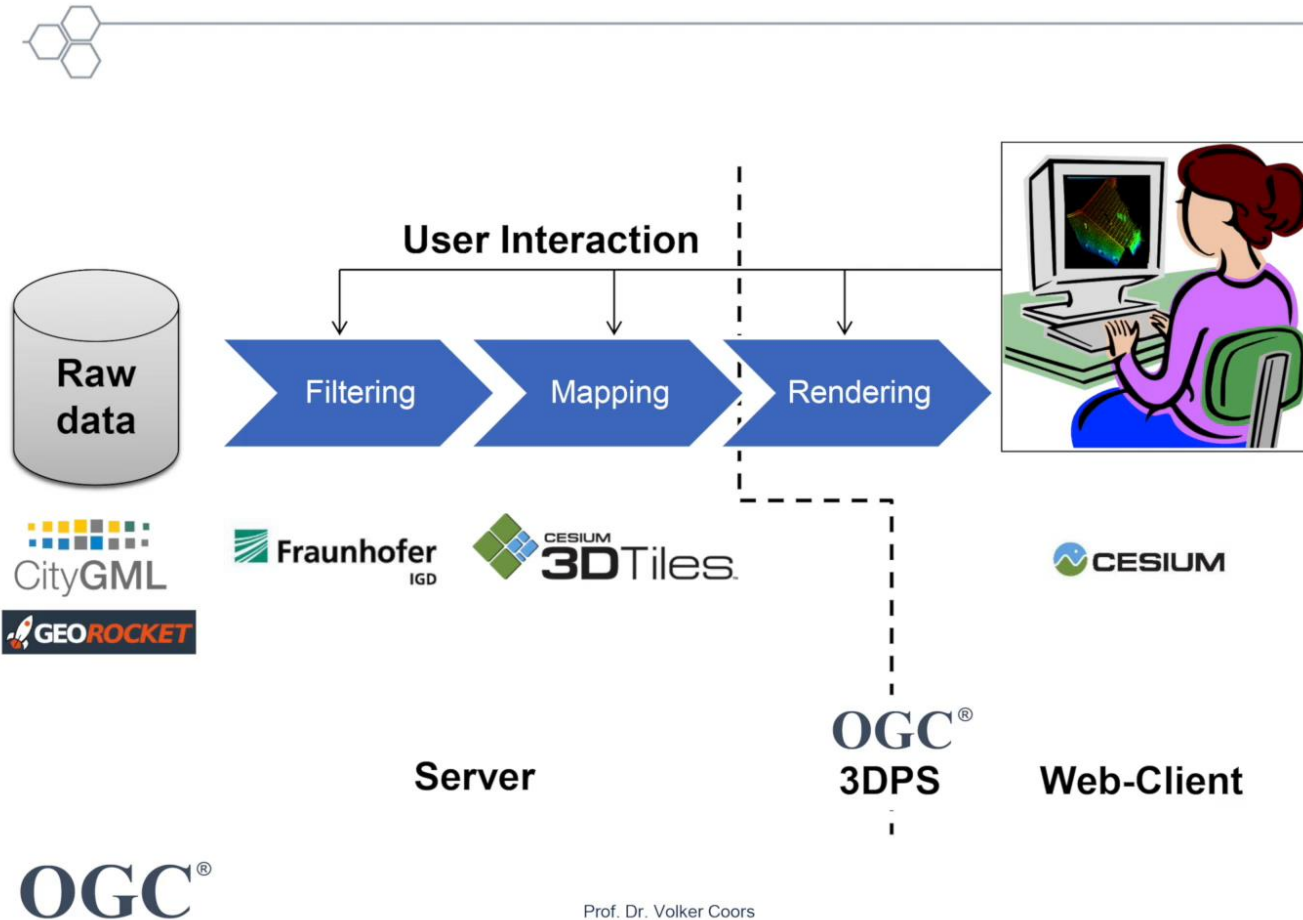 User Interaction
Raw
data
Filtering
Mapping
Rendering
CityGML
GEOROCKET
Fraunhofer
IGD
CESIUM
3DTiles™
CESIUM
Server
OGC®
3DPS
Web-Client
OGC®
Prof. Dr. Volker Coors